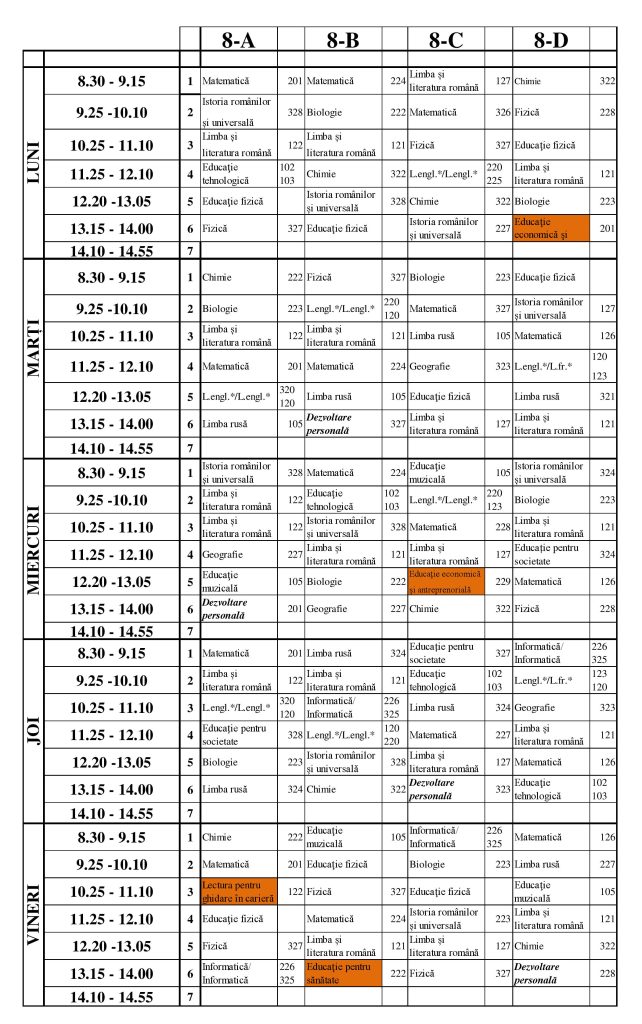 8-A 8-B 8-C 8-D
LUNI
8.30 - 9.15 1 Matematică 201 Matematică 224 Limba și literatura română 127 Chimie 322
9.25 -10.10 2 Istoria românilor și universală 328 Biologie 222 Matematică 326 Fizică 228
10.25 - 11.10 3 Limba și literatura română 122 Limba și literatura română 121 Fizică 327 Educație fizică
11.25 - 12.10 4 Educație tehnologică 102 103 Chimie 322 L.engl.*/L.engl.* 220 225 Limba și literatura română 121
12.20 -13.05 5 Educație fizică Istoria românilor și universală 328 Chimie 322 Biologie 223
13.15 - 14.00 6 Fizică 327 Educație fizică Istoria românilor și universală 227 Educație economică și 201
14.10 - 14.55 7
MARȚI
8.30 - 9.15 1 Chimie 222 Fizică 327 Biologie 223 Educație fizică
9.25 -10.10 2 Biologie 223 L.engl.*/L.engl.* 220 120 Matematică 327 Istoria românilor și universală 127
10.25 - 11.10 3 Limba și literatura română 122 Limba și literatura română 121 Limba rusă 105 Matematică 126
11.25 - 12.10 4 Matematică 201 Matematică 224 Geografie 323 L.engl.*/L.fr.* 120 123
12.20 -13.05 5 L.engl.*/L.engl.* 320 120 Limba rusă 105 Educație fizică Limba rusă 321
13.15 - 14.00 6 Limba rusă 105 Dezvoltare personală 327 Limba și literatura română 127 Limba și literatura română 121
14.10 - 14.55 7
MIERCURI
8.30 - 9.15 1 Istoria românilor și universală 328 Matematică 224 Educație muzicală 105 Istoria românilor și universală 324
9.25 -10.10 2 Limba și literatura română 122 Educație tehnologică 102 103 L.engl.*/L.engl.* 220 123 Biologie 223
10.25 - 11.10 3 Limba și literatura română 122 Istoria românilor și universală 328 Matematică 228 Limba și literatura română 121
11.25 - 12.10 4 Geografie 227 Limba și literatura română 121 Limba și literatura română 127 Educație pentru societate 324
12.20 -13.05 5 Educație muzicală 105 Biologie 222 Educație economică și antreprenorială 229 Matematică 126
13.15 - 14.00 6 Dezvoltare personală 201 Geografie 227 Chimie 322 Fizică 228
14.10 - 14.55 7
JOI
8.30 - 9.15 1 Matematică 201 Limba rusă 324 Educație pentru societate 327 Informatică/ Informatică 226 325
9.25 -10.10 2 Limba și literatura română 122 Limba și literatura română 121 Educație tehnologică 102 103 L.engl.*/L.fr.* 123 120
10.25 - 11.10 3 L.engl.*/L.engl.* 320 120 Informatică/ Informatică 226 325 Limba rusă 324 Geografie 323
11.25 - 12.10 4 Educație pentru societate 328 L.engl.*/L.engl.* 120 220 Matematică 227 Limba și literatura română 121
12.20 -13.05 5 Biologie 223 Istoria românilor și universală 328 Limba și literatura română 127 Matematică 126
13.15 - 14.00 6 Limba rusă 324 Chimie 322 Dezvoltare personală 323 Educație tehnologică 102 103
14.10 - 14.55 7
VINERI
8.30 - 9.15 1 Chimie 222 Educație muzicală 105 Informatică/ Informatică 226 325 Matematică 126
9.25 -10.10 2 Matematică 201 Educație fizică Biologie 223 Limba rusă 227
10.25 - 11.10 3 Lectura pentru ghidare în carieră 122 Fizică 327 Educație fizică Educație muzicală 105
11.25 - 12.10 4 Educație fizică Matematică 224 Istoria românilor și universală 223 Limba și literatura română 121
12.20 -13.05 5 Fizică 327 Limba și literatura română 121 Limba și literatura română 127 Chimie 322
13.15 - 14.00 6 Informatică/ Informatică 226 325 Educație pentru sănătate 222 Fizică 327 Dezvoltare personală 228
14.10 - 14.55 7